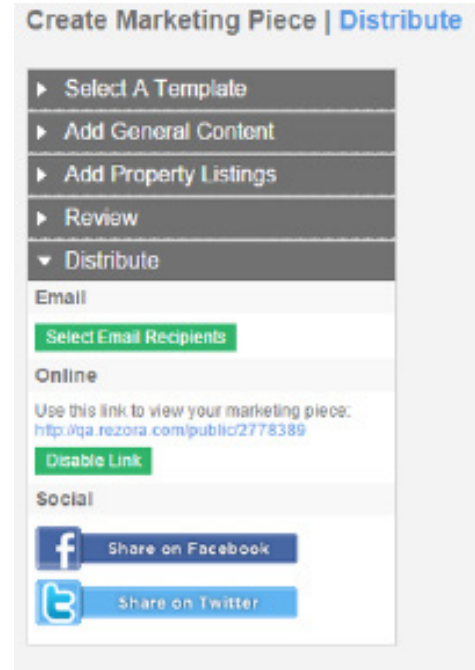 Create Marketing Piece | Distribute
Select A Template
Add General Content
Add Property Listings
Review
Distribute
Email
Select Email Recipients
Online
Use this link to view your marketing piece:
http://qa.rezora.com/public/2778389
Disable Link
Social
Share on Facebook
Share on Twitter